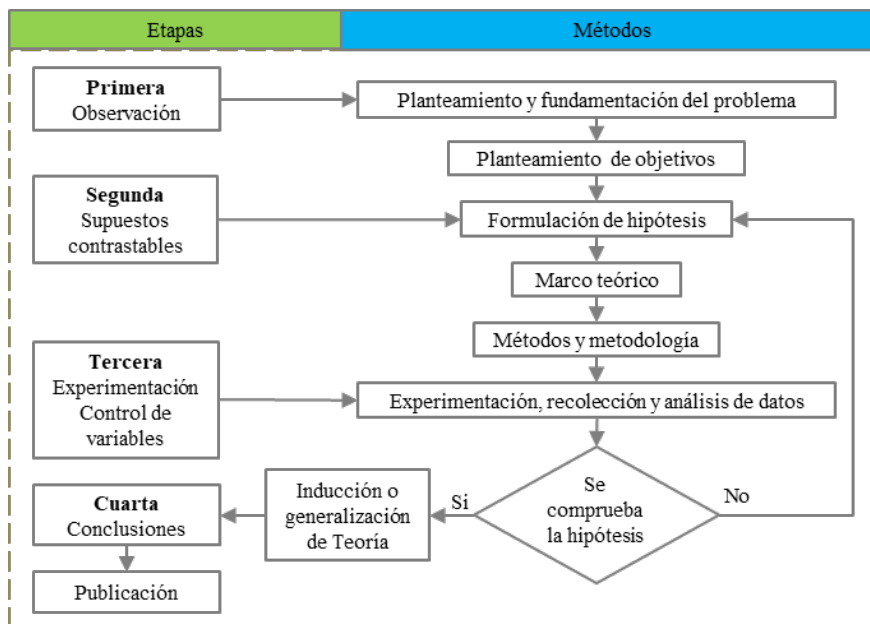 Etapas
Métodos
Primera
Observación
Planteamiento y fundamentación del problema
Planteamiento de objetivos
Segunda
Supuestos
contrastables
Formulación de hipótesis
Marco teórico
Métodos y metodología
Tercera
Experimentación
Control de
variables
Experimentación, recolección y análisis de datos
Se
comprueba
la hipótesis
No
Si
Inducción o
generalización
de Teoría
Cuarta
Conclusiones
Publicación